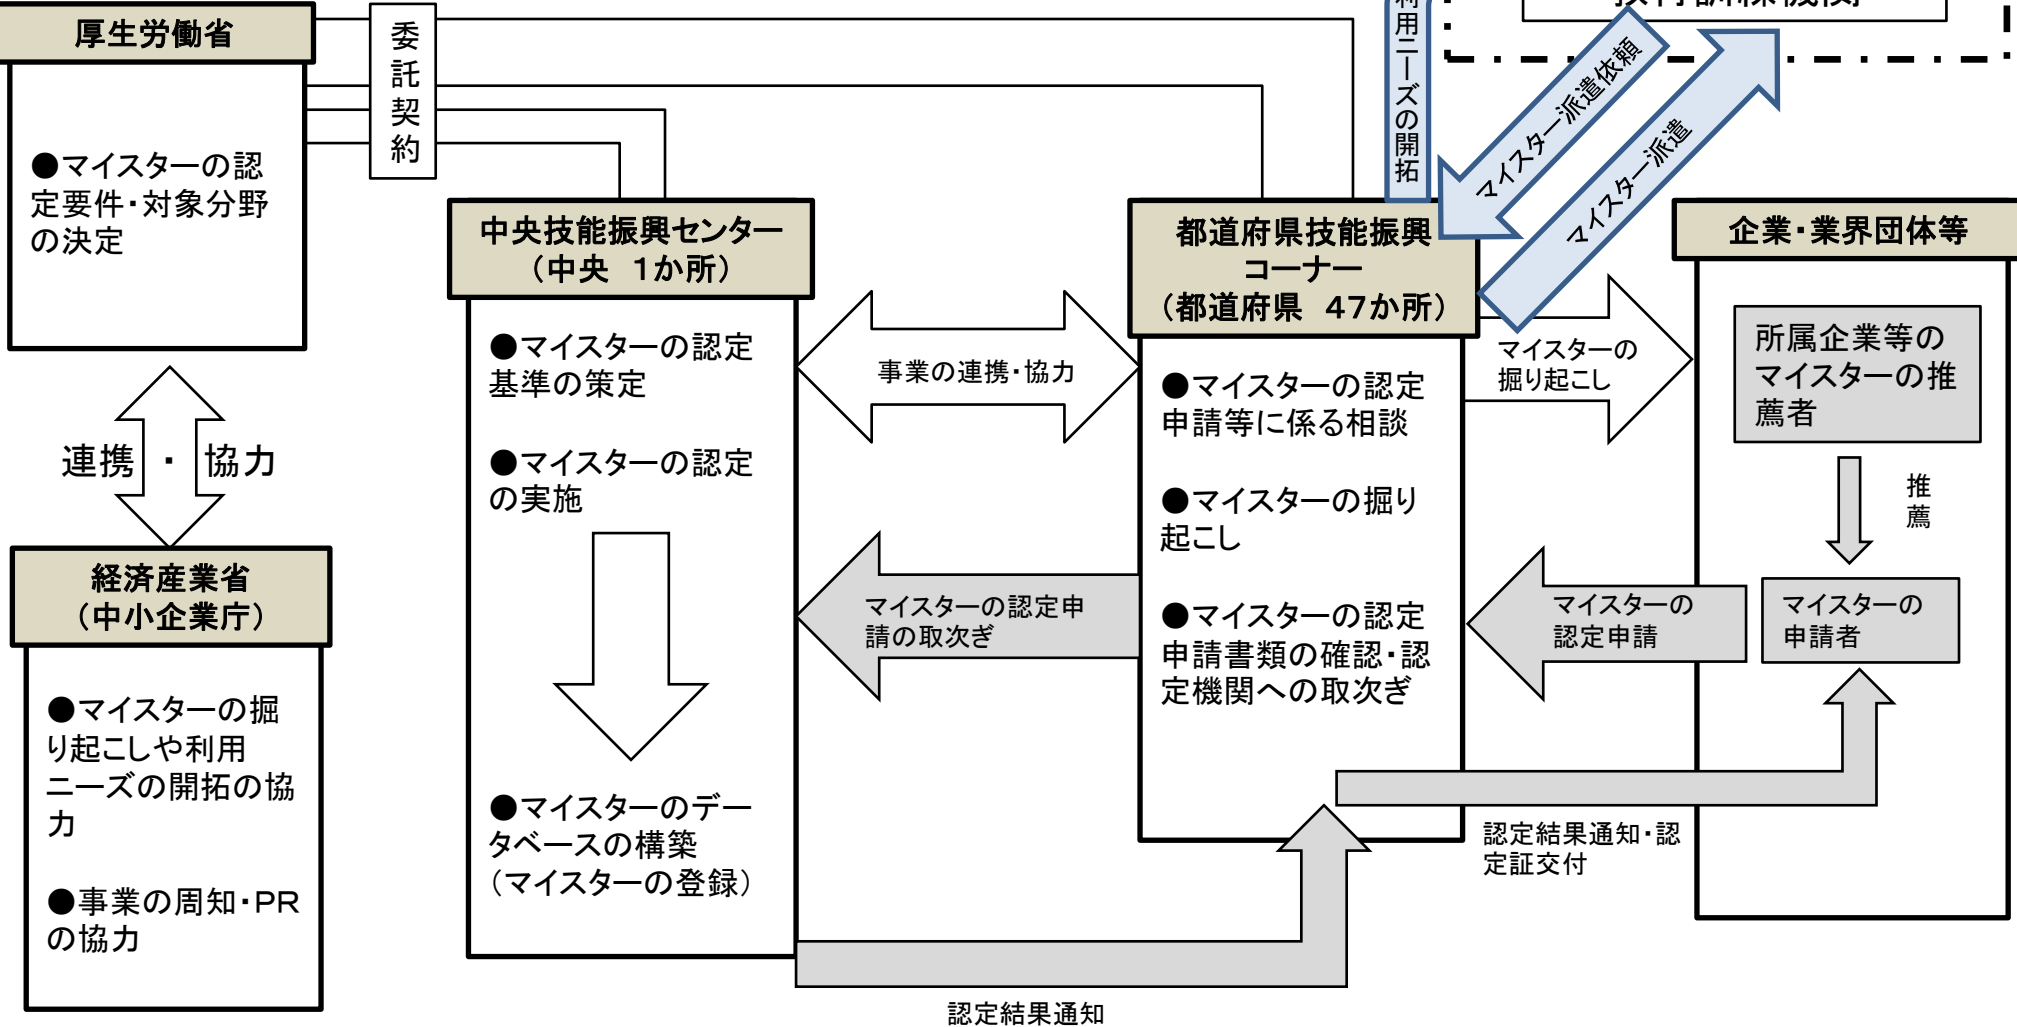 厚生労働省
●マイスターの認
定要件・対象分野
の決定
委
託
契
約
連携 ・ 協力
経済産業省
（中小企業庁）
●マイスターの掘
り起こしや利用
ニーズの開拓の協
力
●事業の周知・PR
の協力
中央技能振興センター
（中央　1か所）
●マイスターの認定
基準の策定
●マイスターの認定
の実施
●マイスターのデー
タベースの構築
（マイスターの登録）
事業の連携・協力
マイスターの認定申
請の取次ぎ
認定結果通知
用ニーズの開拓
マイスター派遣依頼
マイスター派遣
都道府県技能振興
コーナー
（都道府県　47か所）
●マイスターの認定
申請等に係る相談
●マイスターの掘り
起こし
●マイスターの認定
申請書類の確認・認
定機関への取次ぎ
マイスターの
掘り起こし
マイスターの
認定申請
認定結果通知・認
定証交付
企業・業界団体等
所属企業等の
マイスターの推
薦者
推
薦
マイスターの
申請者